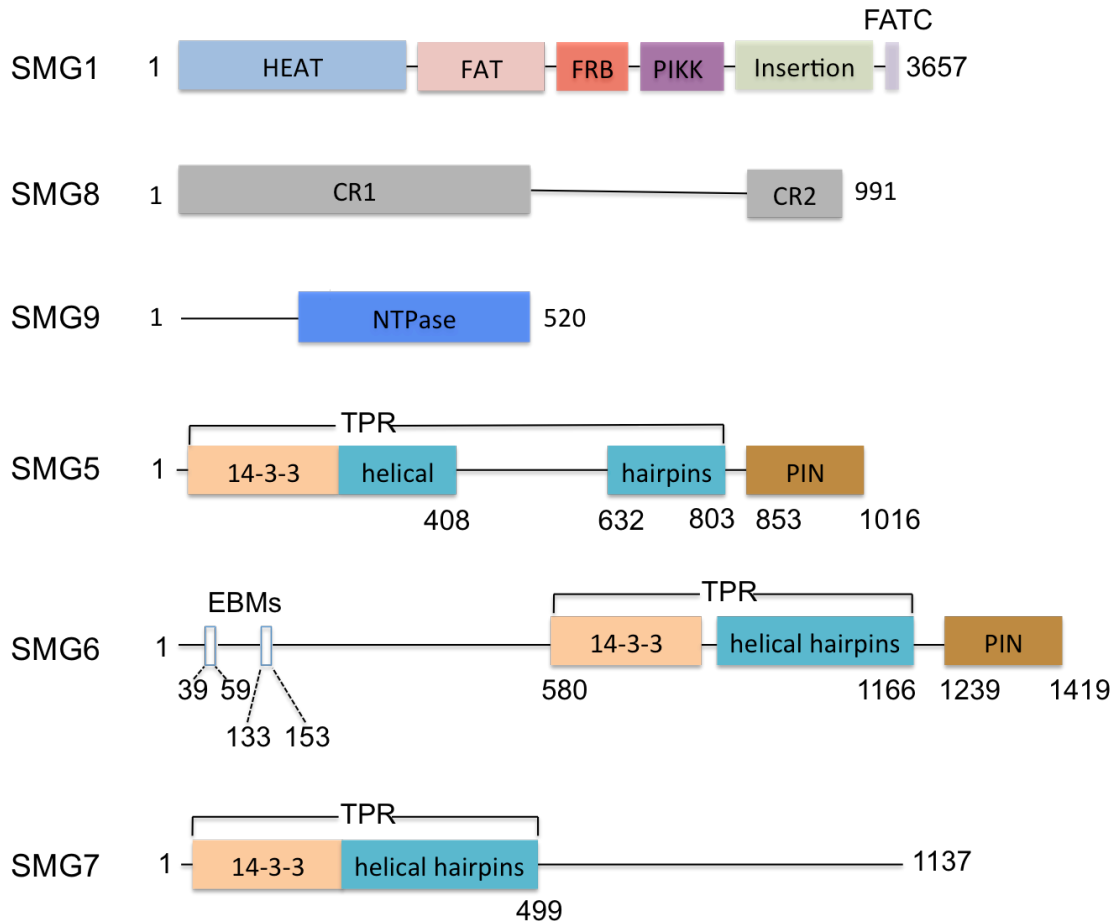 FATC
SMG1 1 HEAT FAT FRB PIKK Insertion 3657
SMG8 1 CR1 CR2 991
SMG9 1 NTPase 520
TPR
SMG5 1 14-3-3 helical hairpins PIN
408 632 803 853 1016
EBMs TPR
SMG6 1 14-3-3 helical hairpins PIN
39 59 580 1166 1239 1419
133 153
TPR
SMG7 1 14-3-3 helical hairpins 1137
499